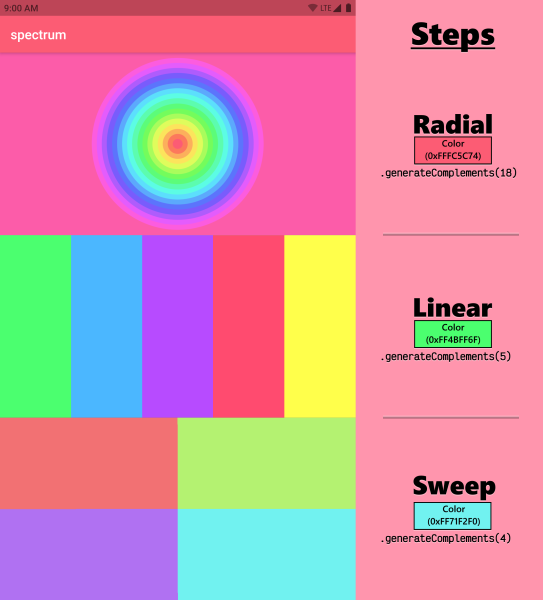 9:00 AM
LTE
spectrum
Steps
Radial
Color
(0xFFFC5C74)
.generateComplements(18)
Linear
Color
(0xFF4BFF6F)
.generateComplements(5)
Sweep
Color
(0xFF71F2F0)
.generateComplements(4)